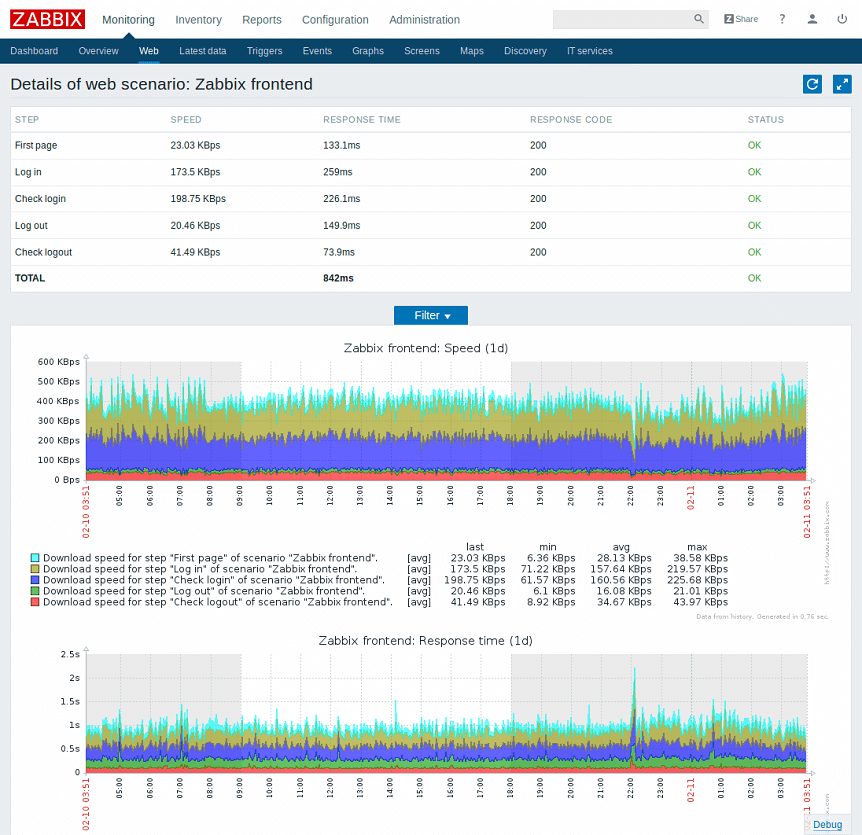 ZABBIX Monitoring Inventory Reports Configuration Administration Z Share ?
Dashboard Overview Web Latest data Triggers Events Graphs Screens Maps Discovery IT services
Details of web scenario: Zabbix frontend
STEP SPEED RESPONSE TIME RESPONSE CODE STATUS
First page 23.03 KBps 133.1ms 200 OK
Log in 173.5 KBps 259ms 200 OK
Check login 198.75 KBps 226.1ms 200 OK
Log out 20.46 KBps 149.9ms 200 OK
Check logout 41.49 KBps 73.9ms 200 OK
TOTAL 842ms OK
Filter
Zabbix frontend: Speed (1d)
600 KBps
500 KBps
400 KBps
300 KBps
200 KBps
100 KBps
0 Bps
02-10 03:51 05:00 06:00 07:00 08:00 09:00 10:00 11:00 12:00 13:00 14:00 15:00 16:00 17:00 18:00 19:00 20:00 21:00 22:00 23:00 02-11 01:00 02:00 03:00 02-11 03:51
http://www.zabbix.com
last min avg max
Download speed for step "First page" of scenario "Zabbix frontend". [avg] 23.03 KBps 6.36 KBps 28.13 KBps 38.58 KBps
Download speed for step "Log in" of scenario "Zabbix frontend". [avg] 173.5 KBps 71.22 KBps 157.64 KBps 219.57 KBps
Download speed for step "Check login" of scenario "Zabbix frontend". [avg] 198.75 KBps 61.57 KBps 160.56 KBps 225.68 KBps
Download speed for step "Log out" of scenario "Zabbix frontend". [avg] 20.46 KBps 6.1 KBps 16.08 KBps 21.01 KBps
Download speed for step "Check logout" of scenario "Zabbix frontend". [avg] 41.49 KBps 8.92 KBps 34.67 KBps 43.97 KBps
Data from history. Generated in 0.76 sec.
Zabbix frontend: Response time (1d)
2.5s
2s
1.5s
1s
0.5s
0
02-10 03:51 05:00 06:00 07:00 08:00 09:00 10:00 11:00 12:00 13:00 14:00 15:00 16:00 17:00 18:00 19:00 20:00 21:00 22:00 23:00 02-11 01:00 02:00 03:00 03:51
Debug